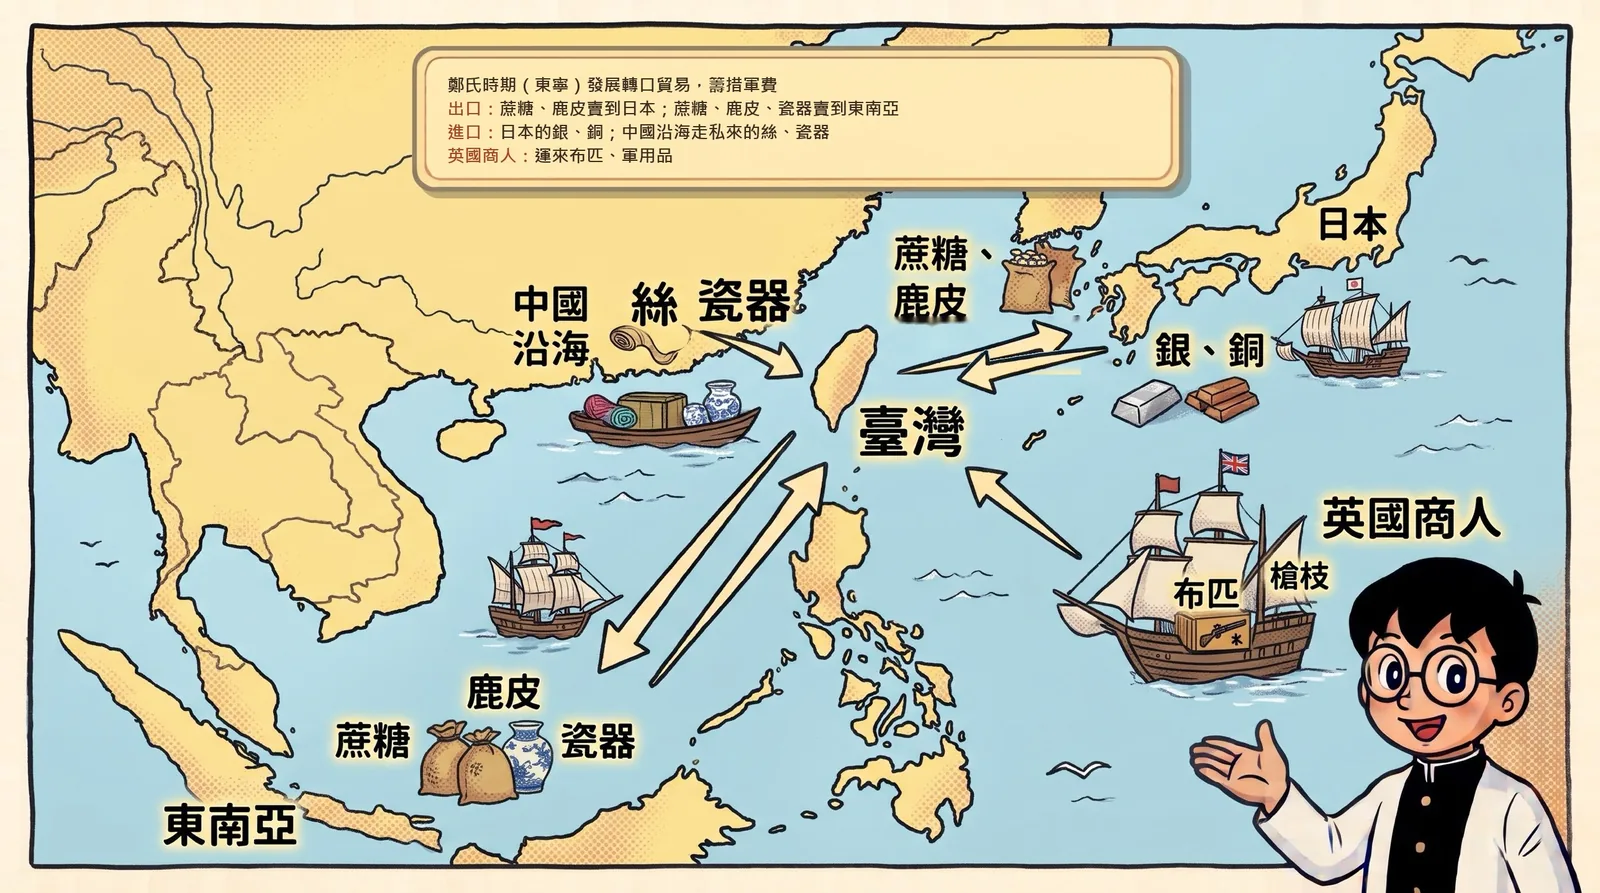 鄭氏時期（東寧）發展轉口貿易，籌措軍費
出口：蔗糖、鹿皮賣到日本；蔗糖、鹿皮、瓷器賣到東南亞
進口：日本的銀、銅；中國沿海走私來的絲、瓷器
英國商人：運來布匹、軍用品
日本
蔗糖、
鹿皮
中國
沿海
絲 瓷器
銀、銅
臺灣
英國商人
布匹
槍枝
鹿皮
蔗糖
瓷器
東南亞